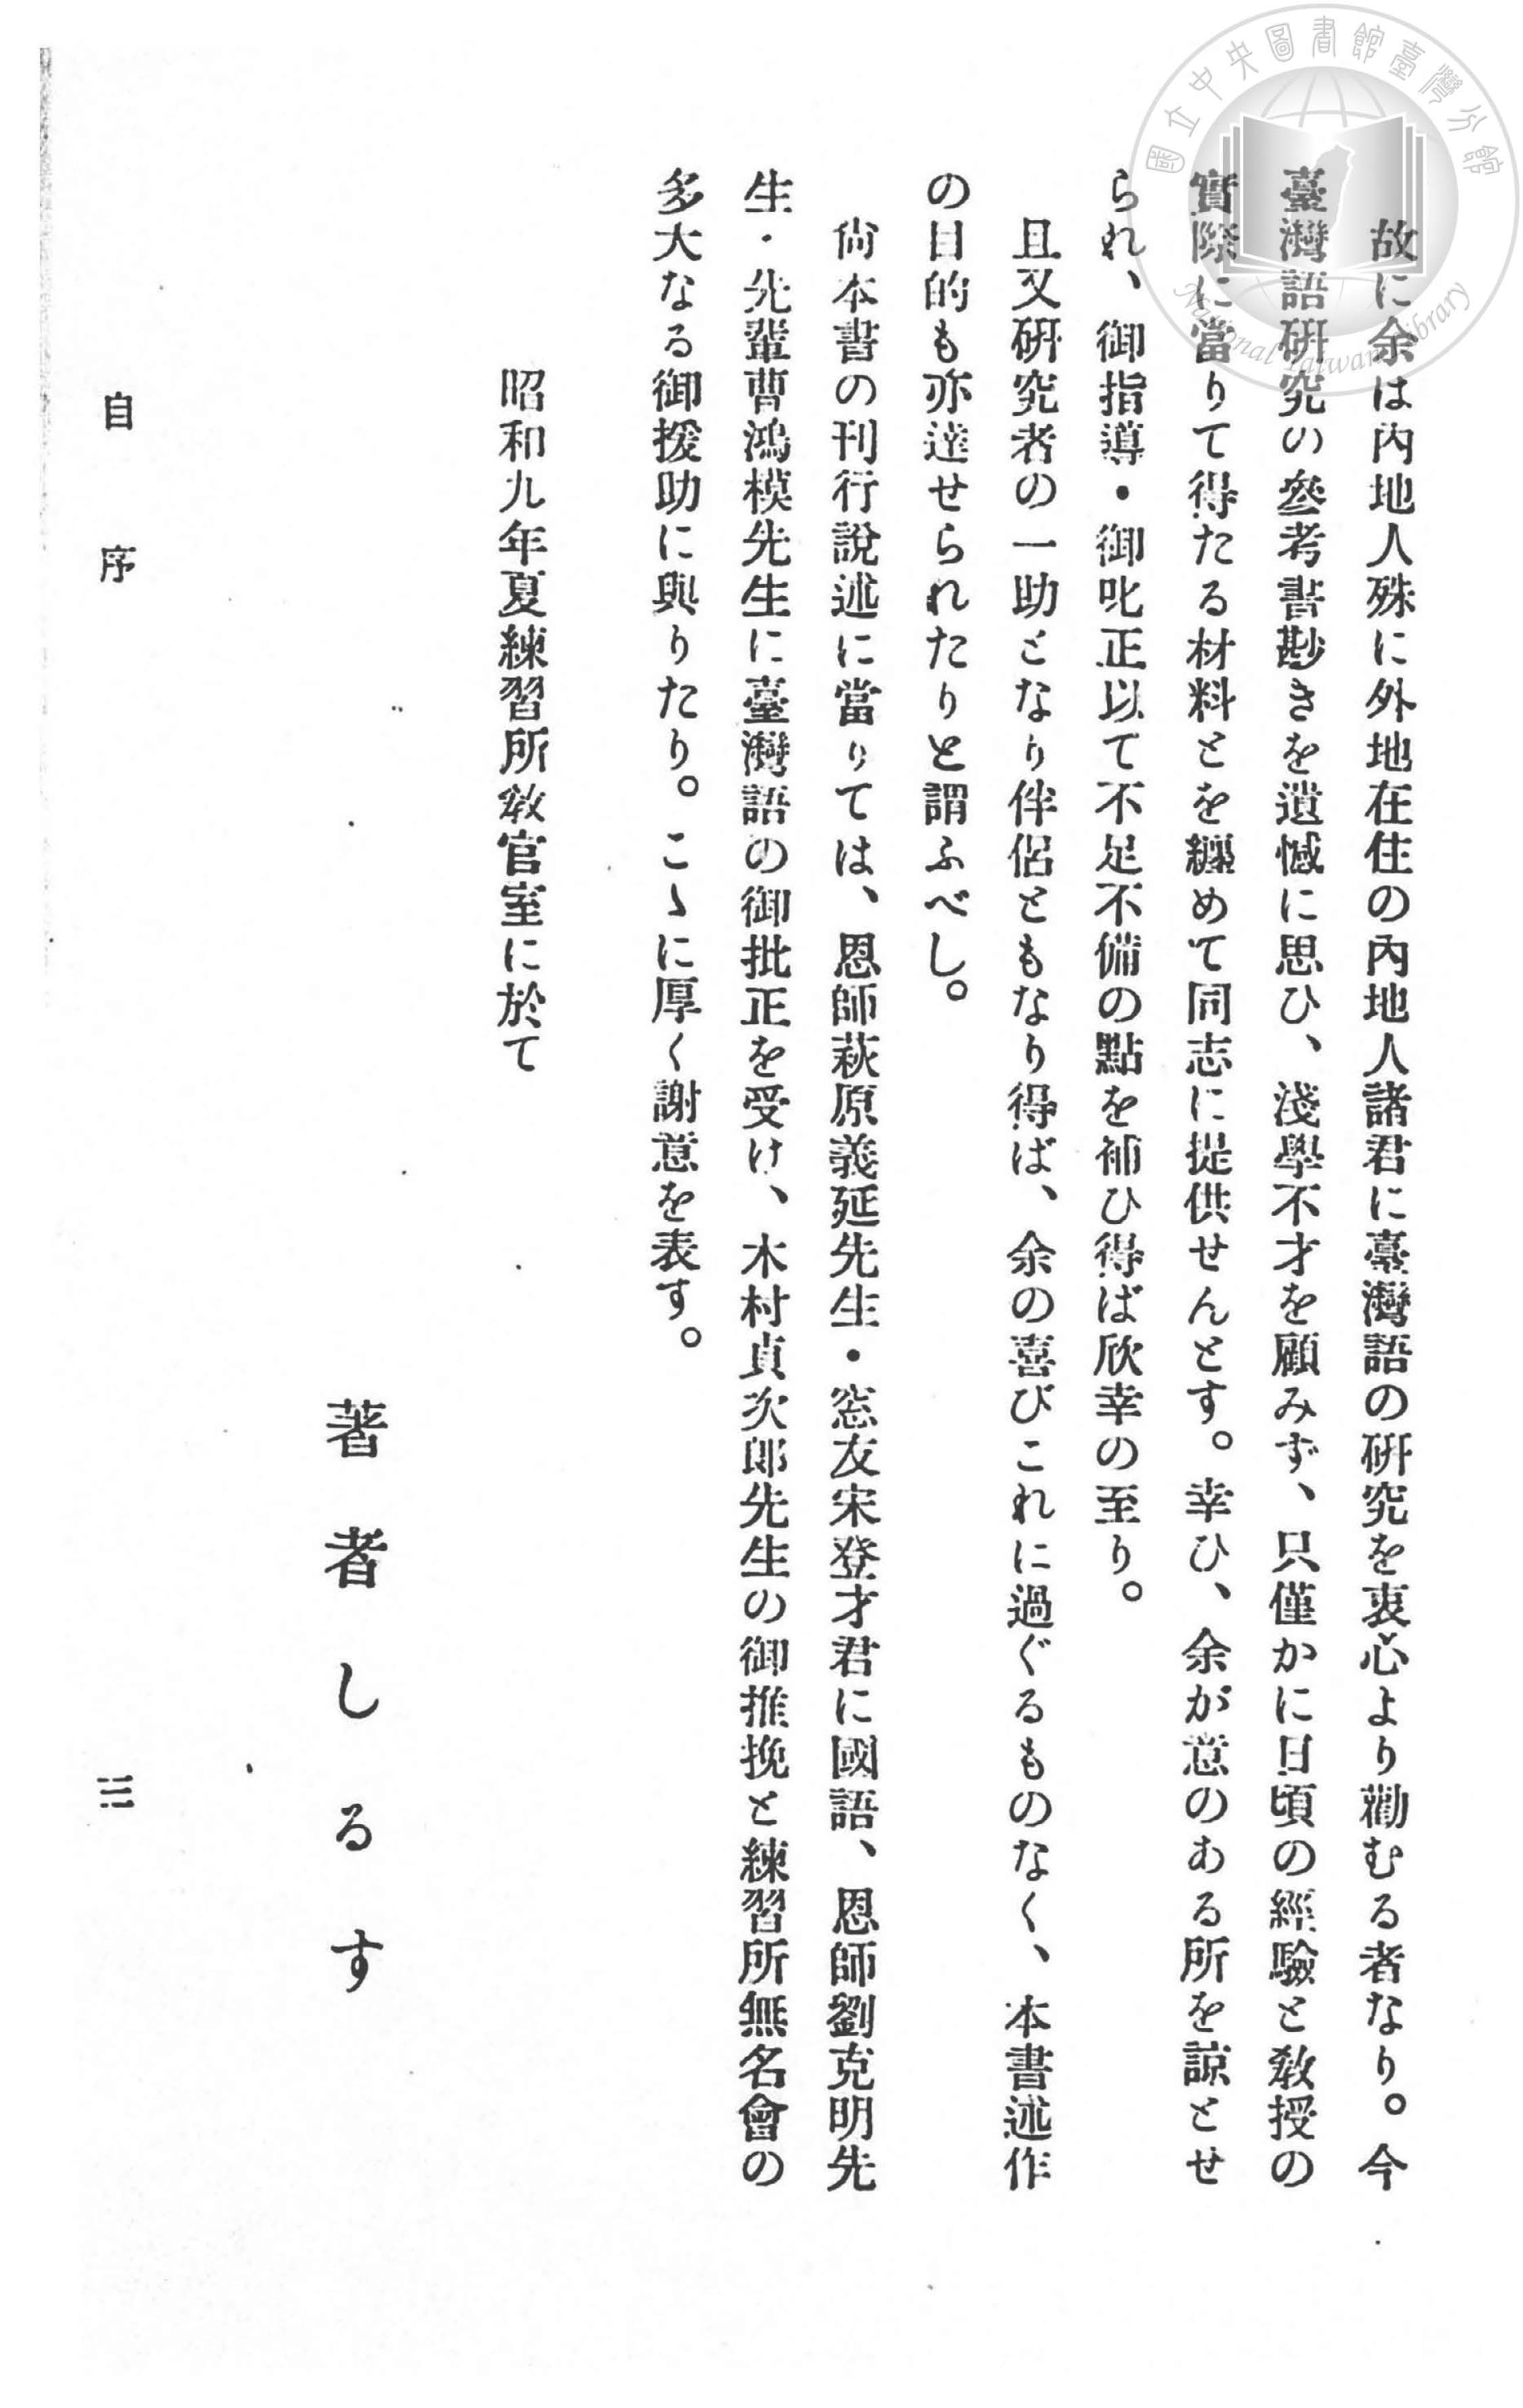 國立中央圖書館臺灣分館
National Taiwan Library
故に余は內地人殊に外地在住の內地人諸君に臺灣語の硏究を衷心より勸むる者なり。今
臺灣語硏究の參考書尠きを遺憾に思ひ、淺學不才を顧みず、只僅かに日頃の經驗と敎授の
實際に當りて得たる材料とを纏めて同志に提供せんとす。幸ひ、余が意のある所を諒とせ
られ、御指導・御叱正以て不足不備の點を補ひ得ば欣幸の至り。
且又硏究者の一助となり伴侶ともなり得ば、余の喜びこれに過ぐるものなく、本書述作
の目的も亦達せられたりと謂ふべし。
尙本書の刊行說述に當りては、恩師萩原義延先生・窓友宋登才君に國語、恩師劉克明先
生・先輩曹鴻模先生に臺灣語の御批正を受け、木村貞次郎先生の御推挽と練習所無名會の
多大なる御援助に與りたり。こゝに厚く謝意を表す。
昭和九年夏練習所敎官室に於て
著者しるす
自序
三